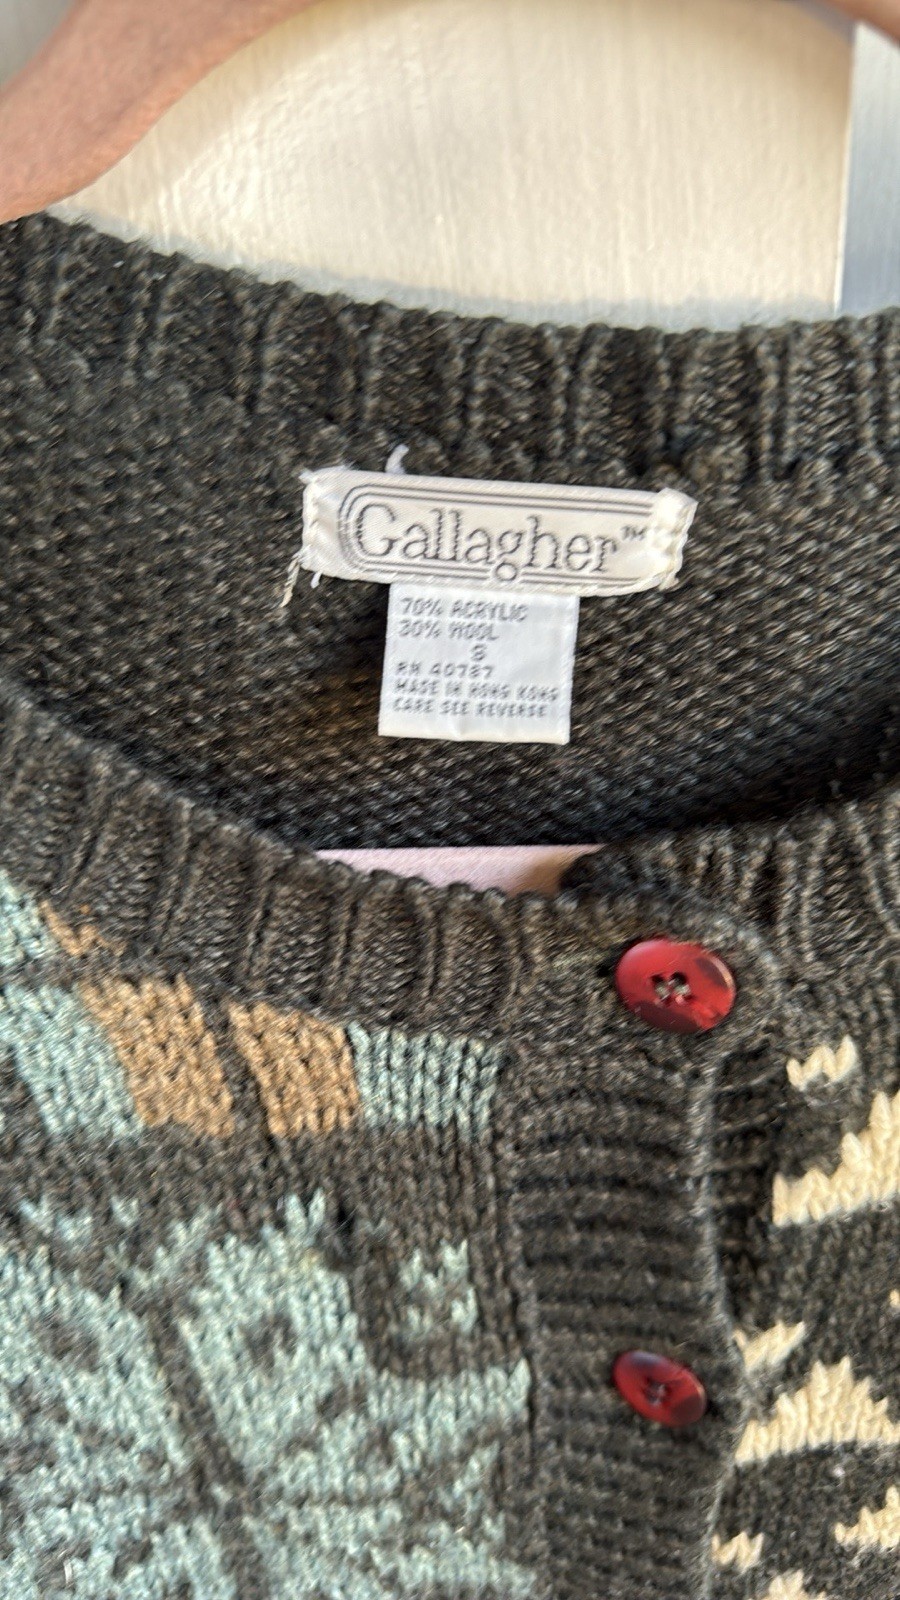 Gallagher™
70% ACRYLIC
30% WOOL
S
RN 40787
MADE IN HONG KONG
CARE SEE REVERSE